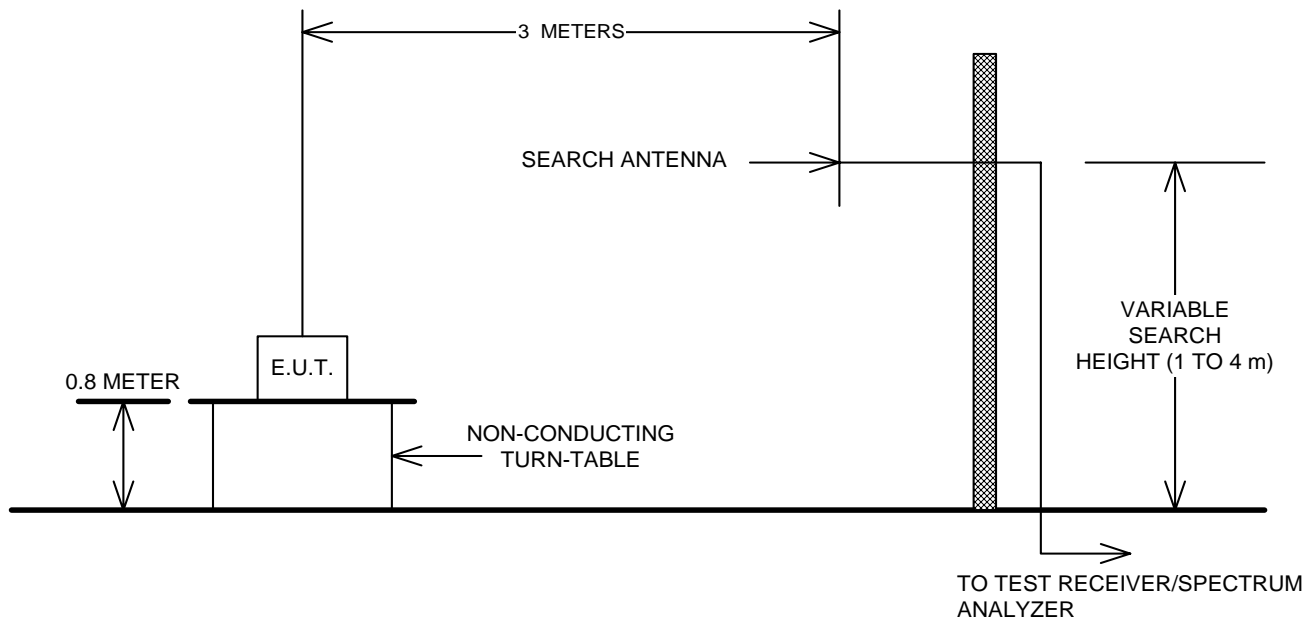 3 METERS
SEARCH ANTENNA
VARIABLE
SEARCH
HEIGHT (1 TO 4 m)
E.U.T.
0.8 METER
NON-CONDUCTING
TURN-TABLE
TO TEST RECEIVER/SPECTRUM
ANALYZER